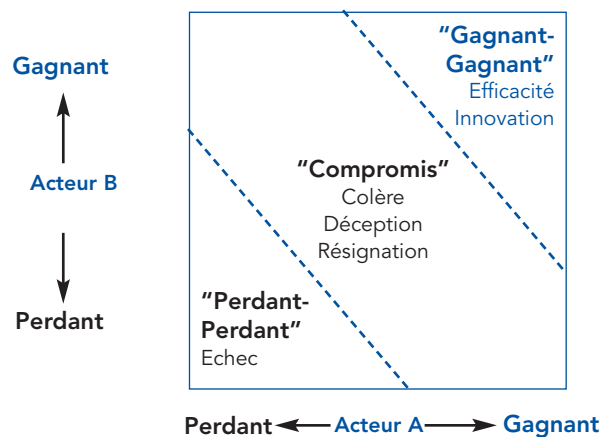 "Gagnant-
Gagnant"
Efficacité
Innovation
Gagnant
"Compromis"
Colère
Déception
Résignation
Acteur B
"Perdant-
Perdant"
Echec
Perdant
Perdant Acteur A Gagnant